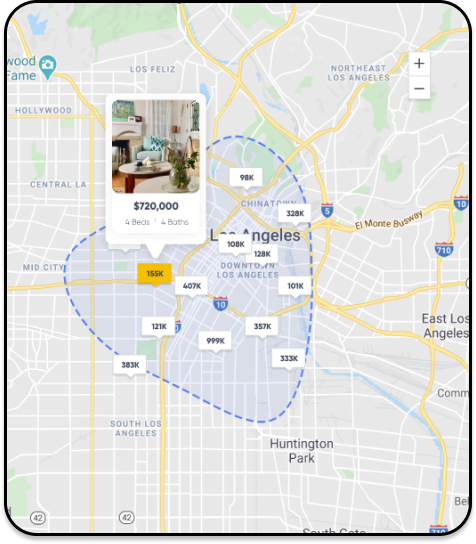 wood
Fame
LOS FELIZ
NORTHEAST
LOS ANGELES
+
−
HOLLYWOOD
CENTRAL LA
$720,000
4 Beds | 4 Baths
98K
CHINATOWN
328K
5
10
El Monte Busway
710
Los Angeles
108K
128K
DOWNTOWN
LOS ANGELES
MID CITY
155K
407K
101K
10
East Los
Angeles
121K
357K
999K
333K
383K
Comm
SOUTH LOS
ANGELES
Huntington
Park
Bel
42
42
South Gate
710